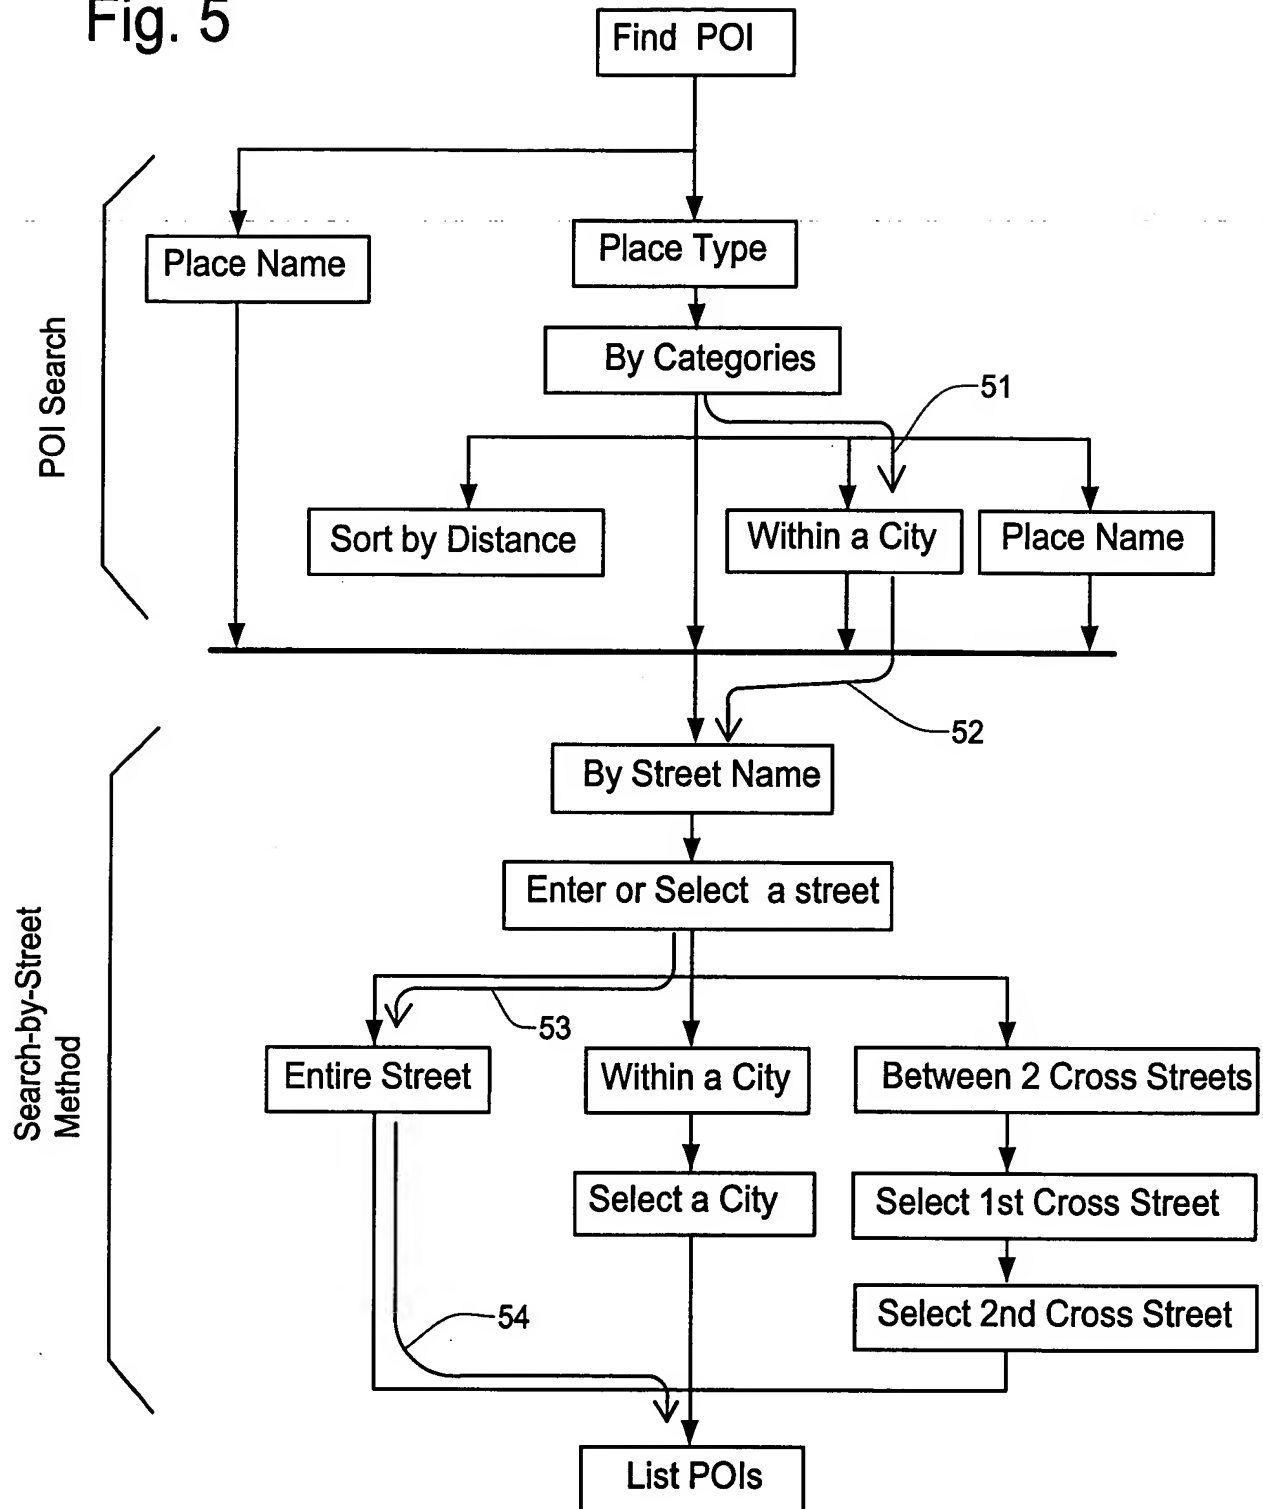 Fig. 5
Find POI
POI Search
Place Name
Place Type
By Categories
51
Sort by Distance
Within a City
Place Name
52
By Street Name
Search-by-Street
Method
Enter or Select a street
53
Entire Street
Within a City
Between 2 Cross Streets
Select a City
Select 1st Cross Street
Select 2nd Cross Street
54
List POIs